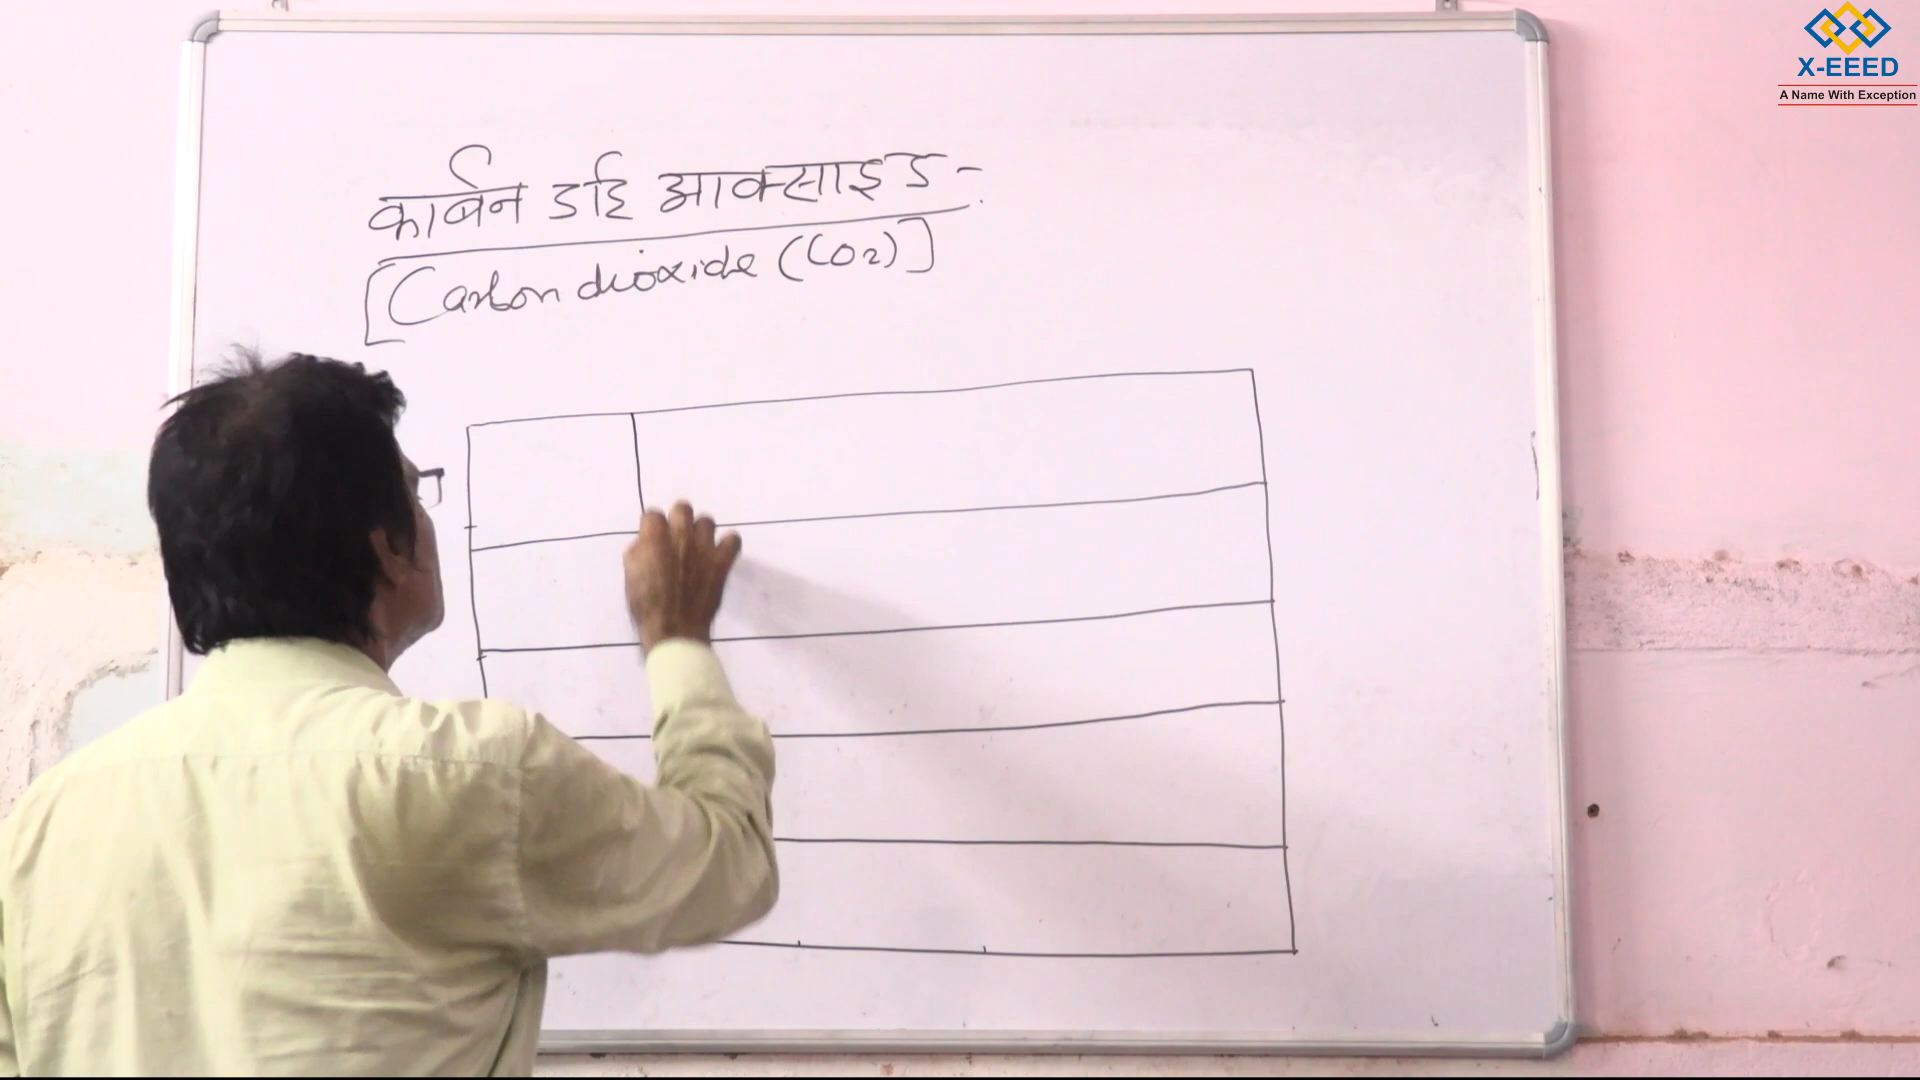 कार्बन डाई आक्साइड -
[Carbon dioxide (CO2)]
X-EEED
A Name With Exception